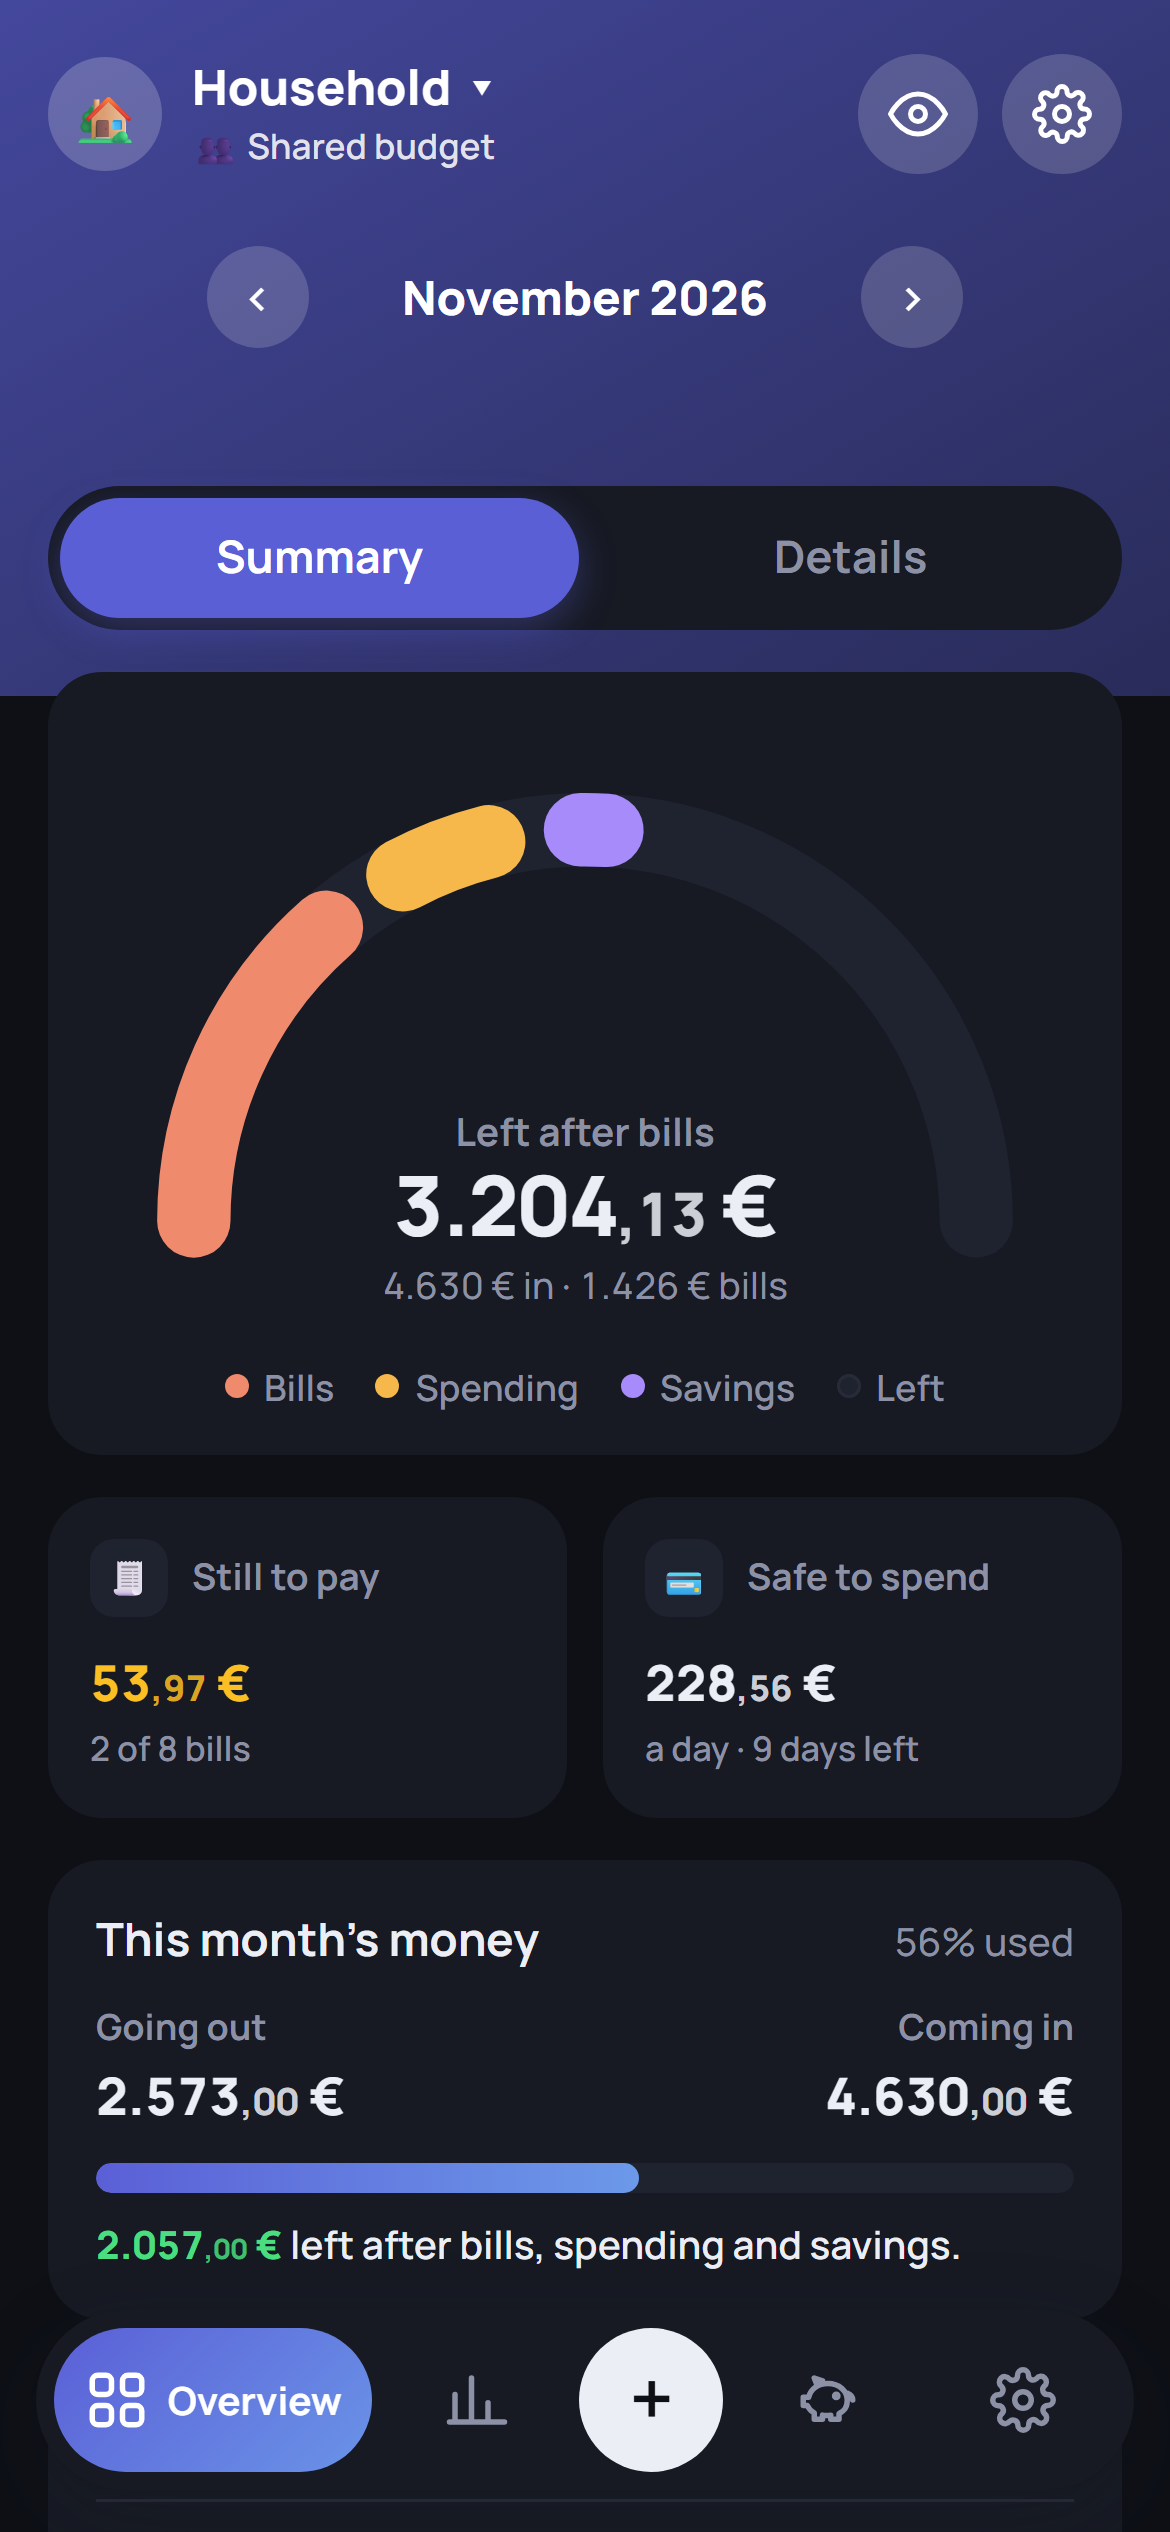 Household ▼
Shared budget
November 2026
Summary
Details
Left after bills
3.204,13 €
4.630 € in · 1.426 € bills
Bills
Spending
Savings
Left
Still to pay
53,97 €
2 of 8 bills
Safe to spend
228,56 €
a day · 9 days left
This month’s money
56% used
Going out
Coming in
2.573,00 €
4.630,00 €
2.057,00 € left after bills, spending and savings.
Overview
+